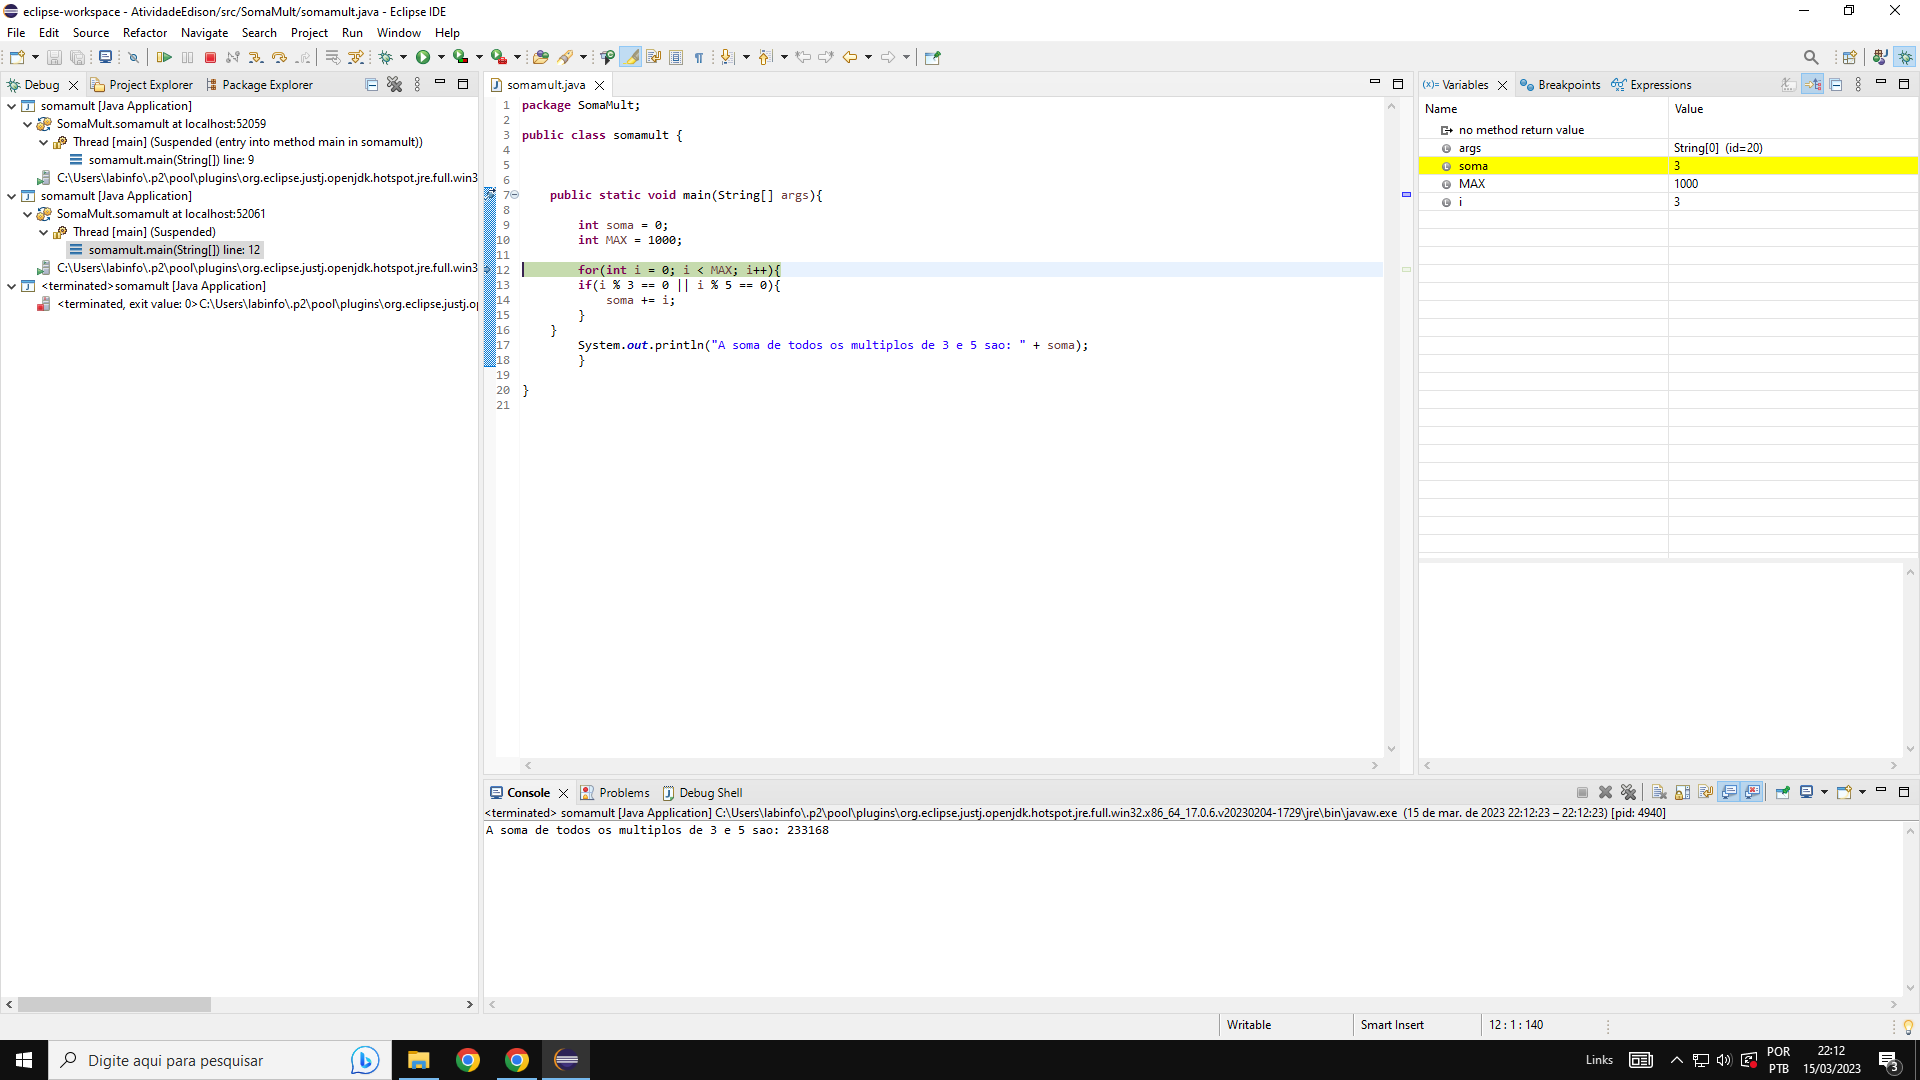 eclipse-workspace - AtividadeEdison/src/SomaMult/somamult.java - Eclipse IDE
File Edit Source Refactor Navigate Search Project Run Window Help
Debug Project Explorer Package Explorer
somamult [Java Application]
SomaMult.somamult at localhost:52059
Thread [main] (Suspended (entry into method main in somamult))
somamult.main(String[]) line: 9
C:\Users\labinfo\.p2\pool\plugins\org.eclipse.justj.openjdk.hotspot.jre.full.win3
somamult [Java Application]
SomaMult.somamult at localhost:52061
Thread [main] (Suspended)
somamult.main(String[]) line: 12
C:\Users\labinfo\.p2\pool\plugins\org.eclipse.justj.openjdk.hotspot.jre.full.win3
<terminated>somamult [Java Application]
<terminated, exit value: 0>C:\Users\labinfo\.p2\pool\plugins\org.eclipse.justj.o
somamult.java
1 package SomaMult;
2
3 public class somamult {
4
5
6
7 public static void main(String[] args){
8
9 int soma = 0;
10 int MAX = 1000;
11
12 for(int i = 0; i < MAX; i++){
13 if(i % 3 == 0 || i % 5 == 0){
14 soma += i;
15 }
16 }
17 System.out.println("A soma de todos os multiplos de 3 e 5 sao: " + soma);
18 }
19
20 }
21
(x)= Variables Breakpoints Expressions
Name Value
no method return value
args String[0] (id=20)
soma 3
MAX 1000
i 3
Console Problems Debug Shell
<terminated> somamult [Java Application] C:\Users\labinfo\.p2\pool\plugins\org.eclipse.justj.openjdk.hotspot.jre.full.win32.x86_64_17.0.6.v20230204-1729\jre\bin\javaw.exe (15 de mar. de 2023 22:12:23 – 22:12:23) [pid: 4940]
A soma de todos os multiplos de 3 e 5 sao: 233168
Writable Smart Insert 12 : 1 : 140
Digite aqui para pesquisar
Links
POR
PTB
22:12
15/03/2023
3